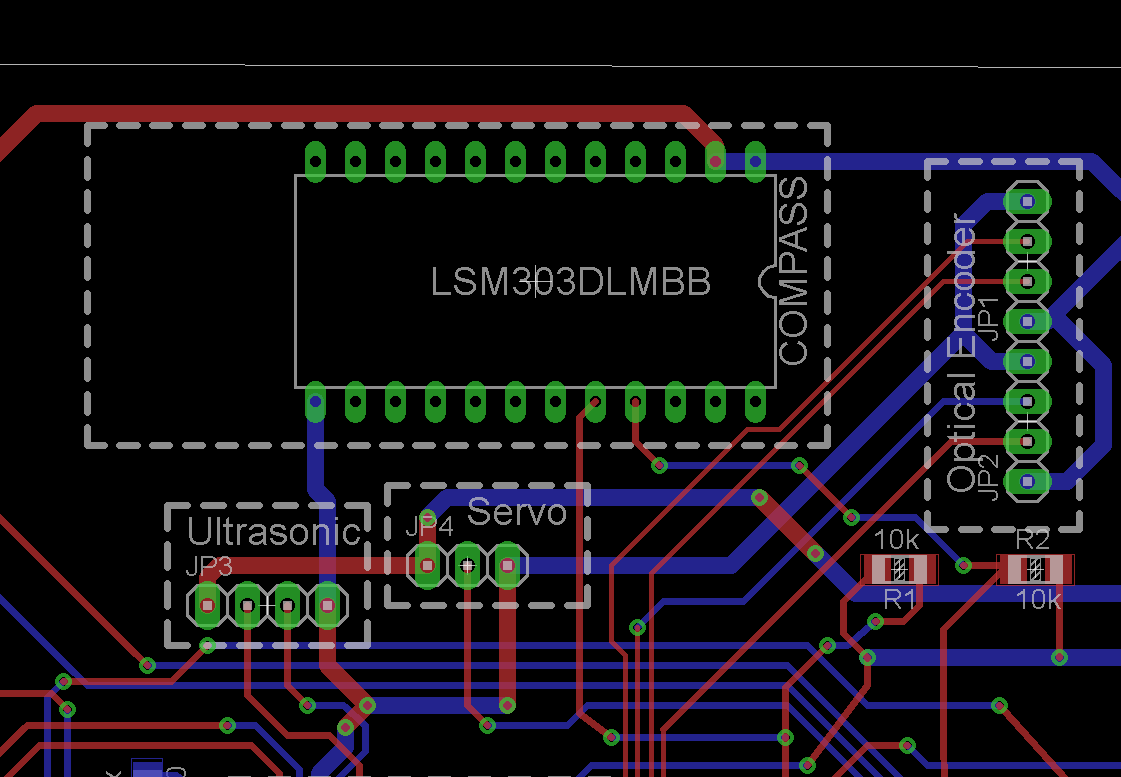 LSM303DLMBB
COMPASS
Optical Encoder
JP1
JP2
Ultrasonic
JP3
Servo
JP4
10k
R1
R2
10k